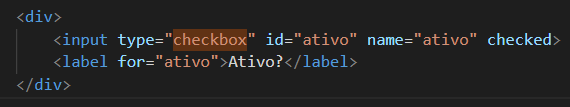 <div>
<input type="checkbox" id="ativo" name="ativo" checked>
<label for="ativo">Ativo?</label>
</div>